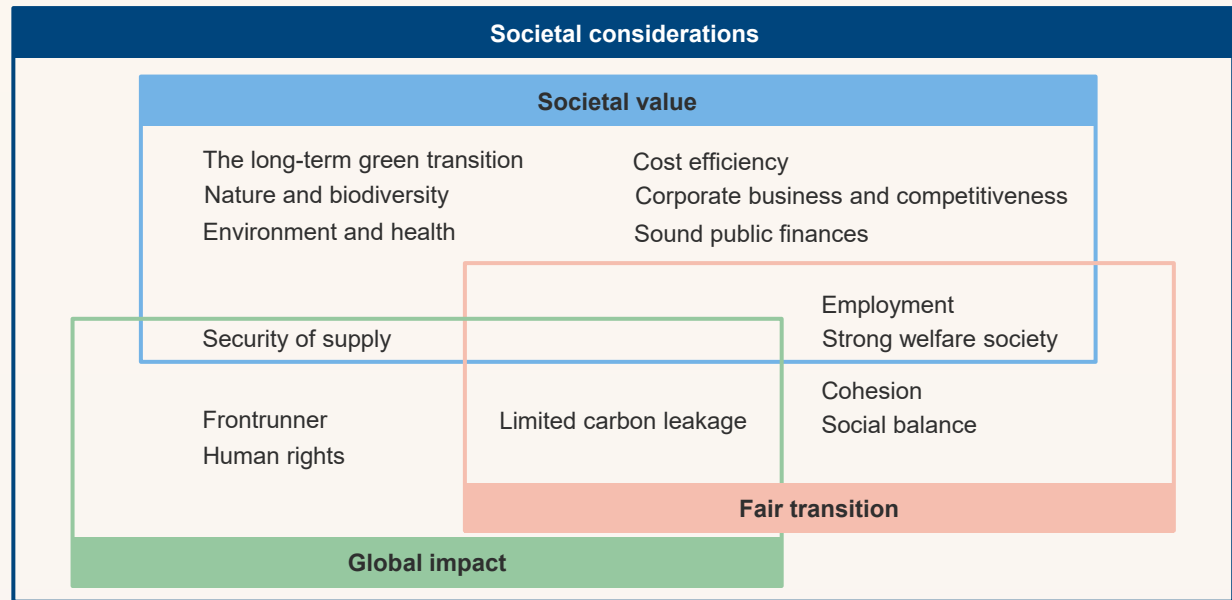 Societal considerations
Societal value
The long-term green transition
Nature and biodiversity
Environment and health
Cost efficiency
Corporate business and competitiveness
Sound public finances
Employment
Strong welfare society
Security of supply
Frontrunner
Human rights
Limited carbon leakage
Cohesion
Social balance
Fair transition
Global impact